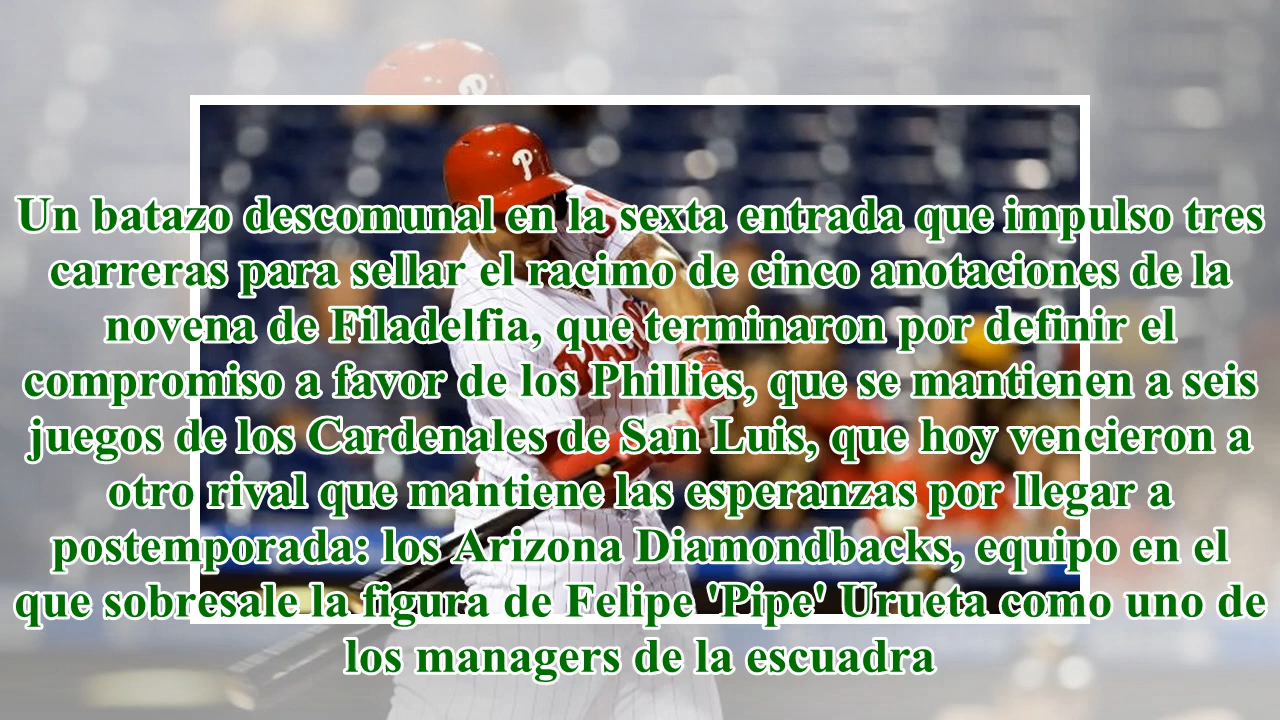 Un batazo descomunal en la sexta entrada que impulso tres
carreras para sellar el racimo de cinco anotaciones de la
novena de Filadelfia, que terminaron por definir el
compromiso a favor de los Phillies, que se mantienen a seis
juegos de los Cardenales de San Luis, que hoy vencieron a
otro rival que mantiene las esperanzas por llegar a
postemporada: los Arizona Diamondbacks, equipo en el
que sobresale la figura de Felipe 'Pipe' Urueta como uno de
los managers de la escuadra
P
P